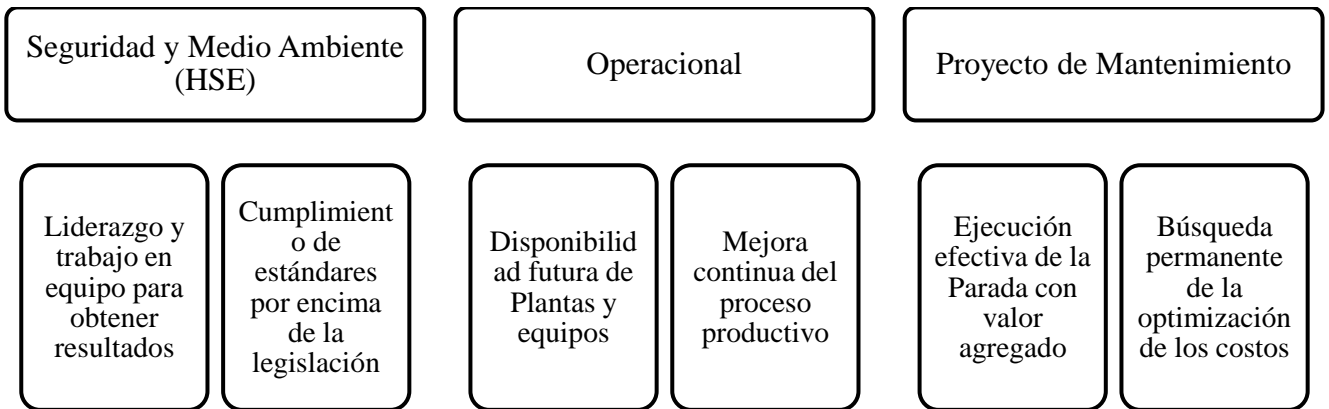 Seguridad y Medio Ambiente
(HSE)
Operacional
Proyecto de Mantenimiento
Liderazgo y
trabajo en
equipo para
obtener
resultados
Cumplimient
o de
estándares
por encima
de la
legislación
Disponibilid
ad futura de
Plantas y
equipos
Mejora
continua del
proceso
productivo
Ejecución
efectiva de la
Parada con
valor
agregado
Búsqueda
permanente
de la
optimización
de los costos